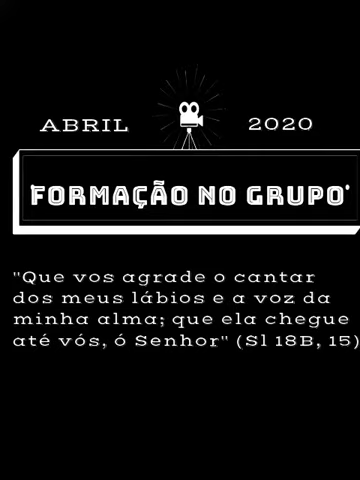 ABRIL 2020
'FORMAÇÃO NO GRUPO'
"Que vos agrade o cantar
dos meus lábios e a voz da
minha alma; que ela chegue
até vós, ó Senhor" (Sl 18B, 15)